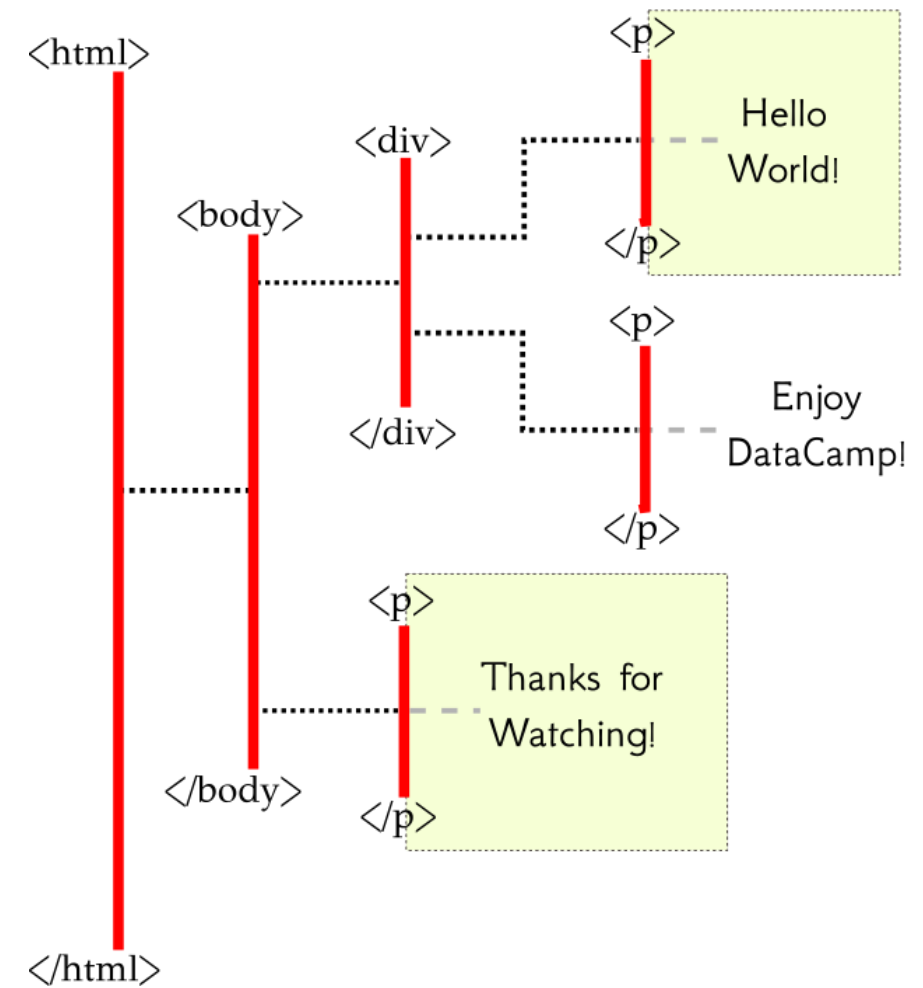 <html>
<body>
<div>
<p>
Hello
World!
</p>
<p>
Enjoy
DataCamp!
</p>
</div>
<p>
Thanks for
Watching!
</p>
</body>
</html>